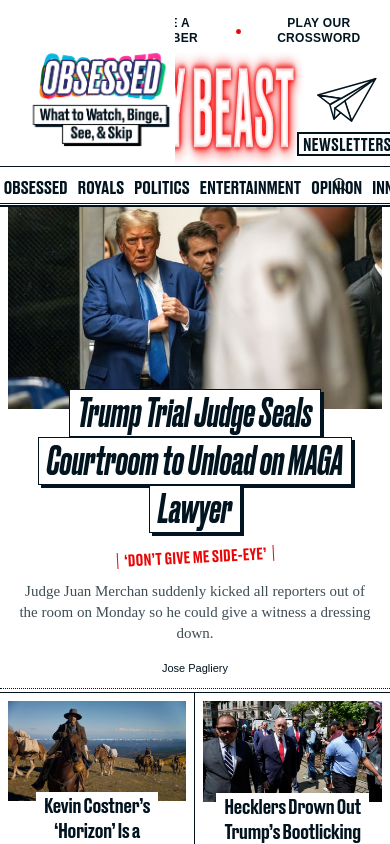 E A
BER
PLAY OUR
CROSSWORD
OBSESSED
What to Watch, Binge,
See, & Skip
Y BEAST
NEWSLETTERS
OBSESSED ROYALS POLITICS ENTERTAINMENT OPINION INN
Trump Trial Judge Seals
Courtroom to Unload on MAGA
Lawyer
‘DON’T GIVE ME SIDE-EYE’
Judge Juan Merchan suddenly kicked all reporters out of
the room on Monday so he could give a witness a dressing
down.
Jose Pagliery
Kevin Costner’s
‘Horizon’ Is a
Hecklers Drown Out
Trump’s Bootlicking